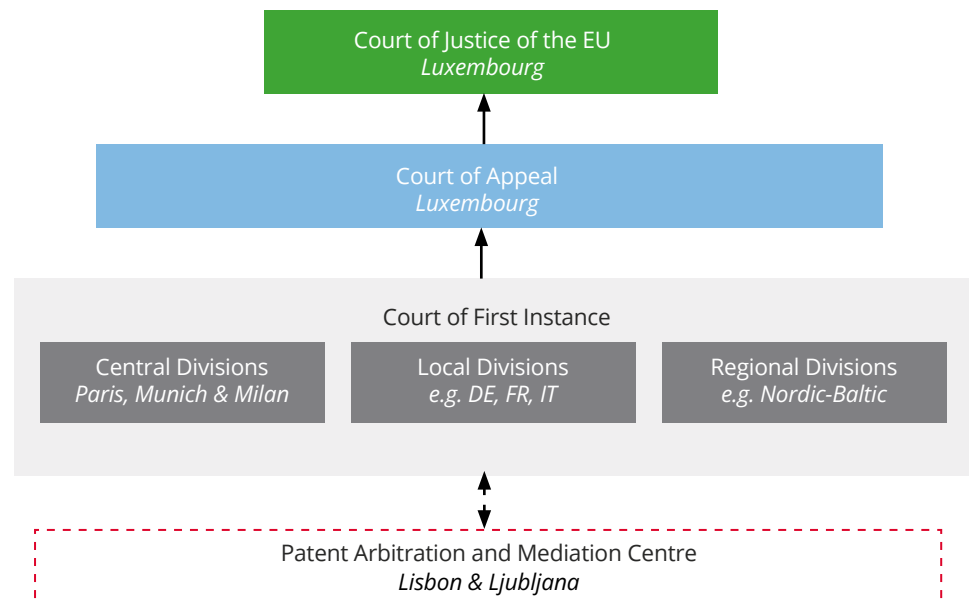 Court of Justice of the EU
Luxembourg
Court of Appeal
Luxembourg
Court of First Instance
Central Divisions
Paris, Munich & Milan
Local Divisions
e.g. DE, FR, IT
Regional Divisions
e.g. Nordic-Baltic
Patent Arbitration and Mediation Centre
Lisbon & Ljubljana